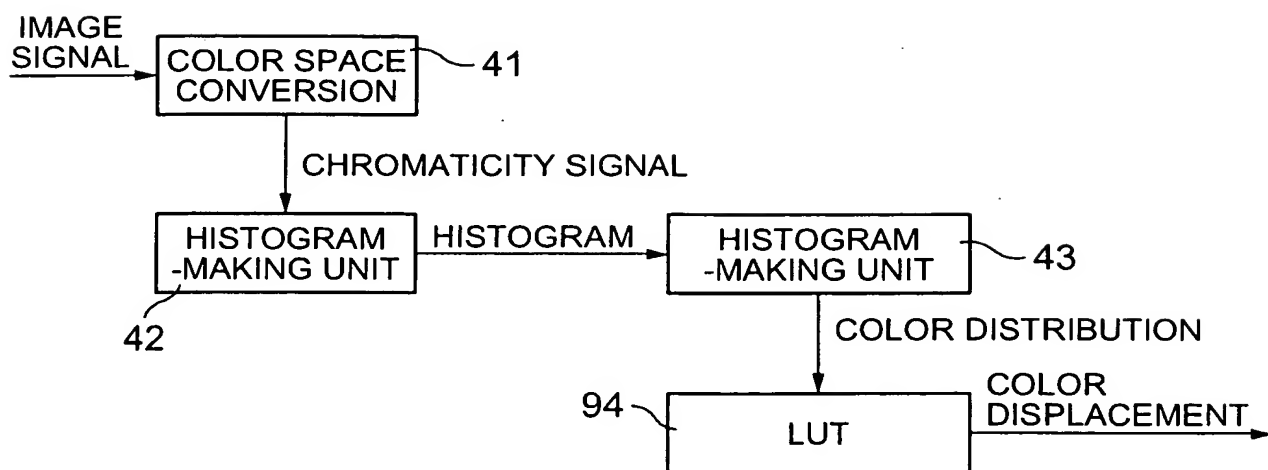 IMAGE
SIGNAL
COLOR SPACE
CONVERSION
41
CHROMATICITY SIGNAL
HISTOGRAM
-MAKING UNIT
42
HISTOGRAM
HISTOGRAM
-MAKING UNIT
43
COLOR DISTRIBUTION
94
LUT
COLOR
DISPLACEMENT